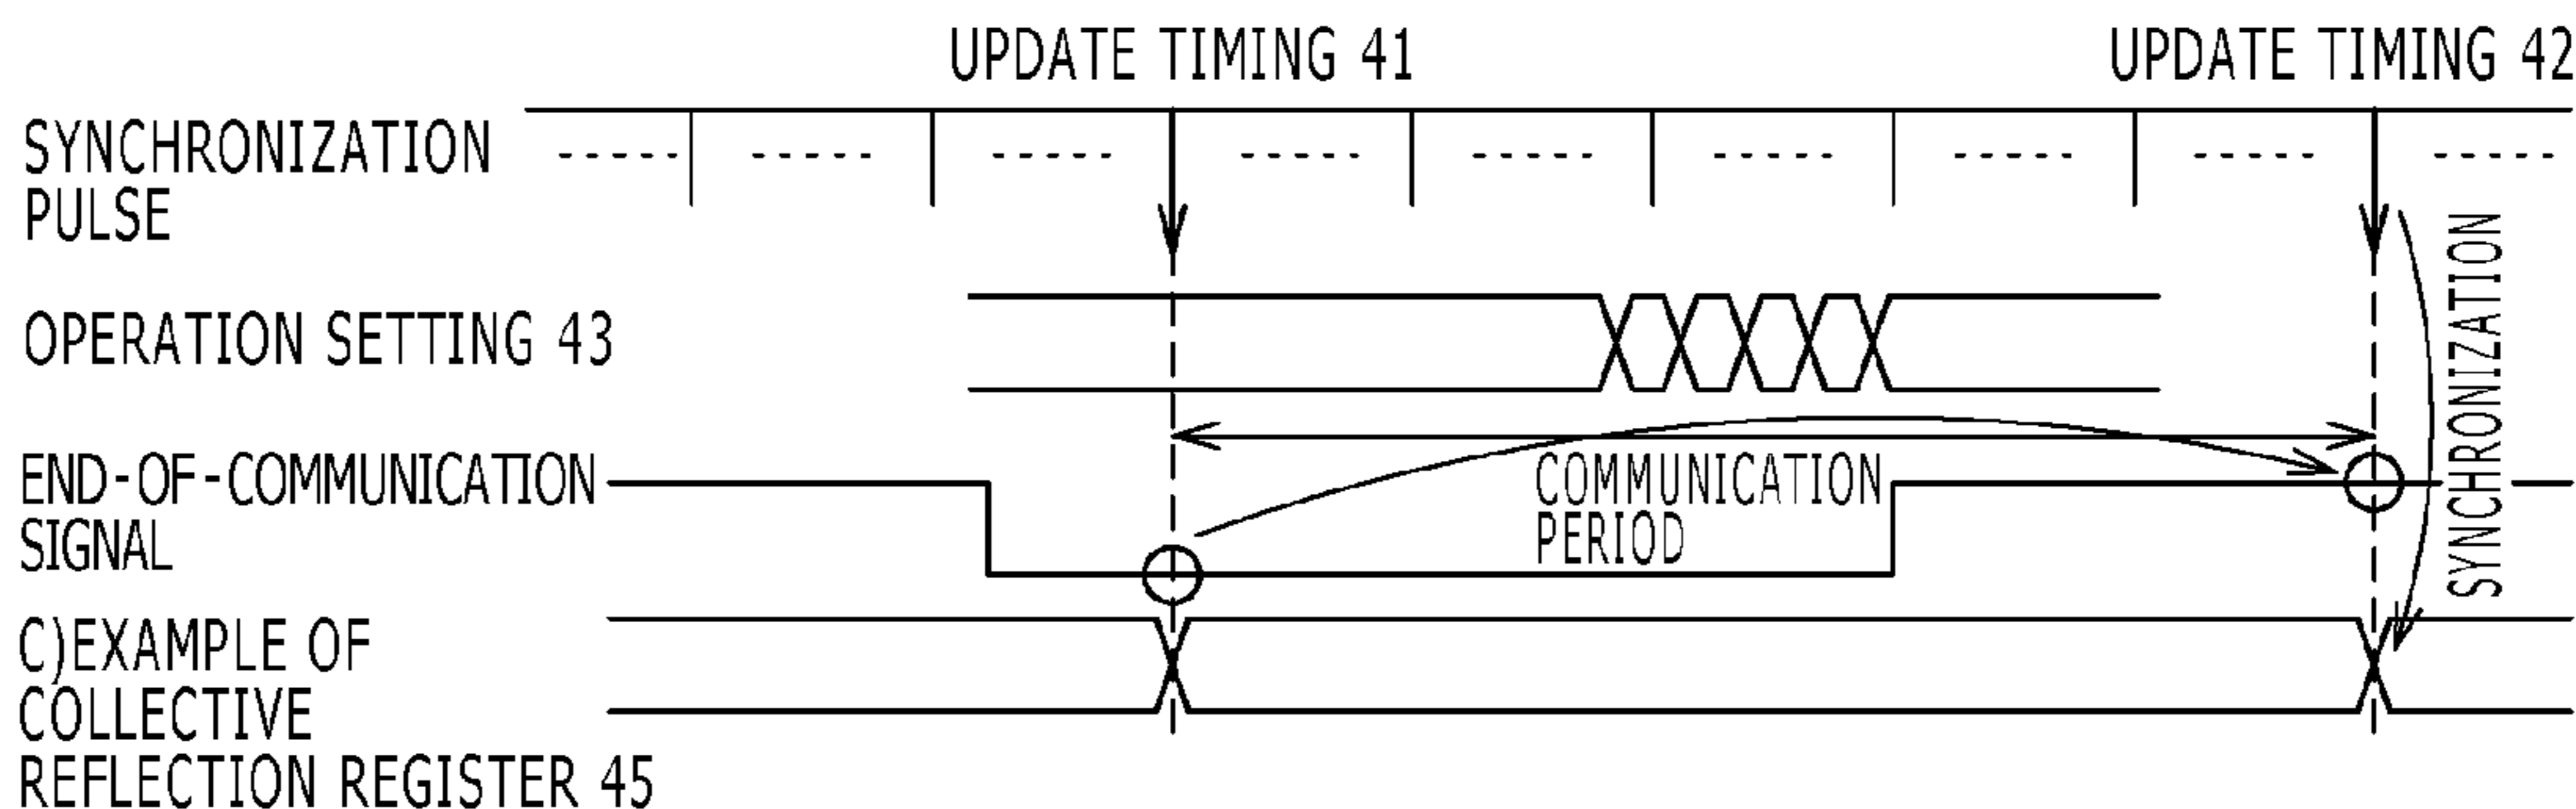 UPDATE TIMING 41
UPDATE TIMING 42
SYNCHRONIZATION
PULSE
OPERATION SETTING 43
END-OF-COMMUNICATION
SIGNAL
COMMUNICATION
PERIOD
SYNCHRONIZATION
C)EXAMPLE OF
COLLECTIVE
REFLECTION REGISTER 45